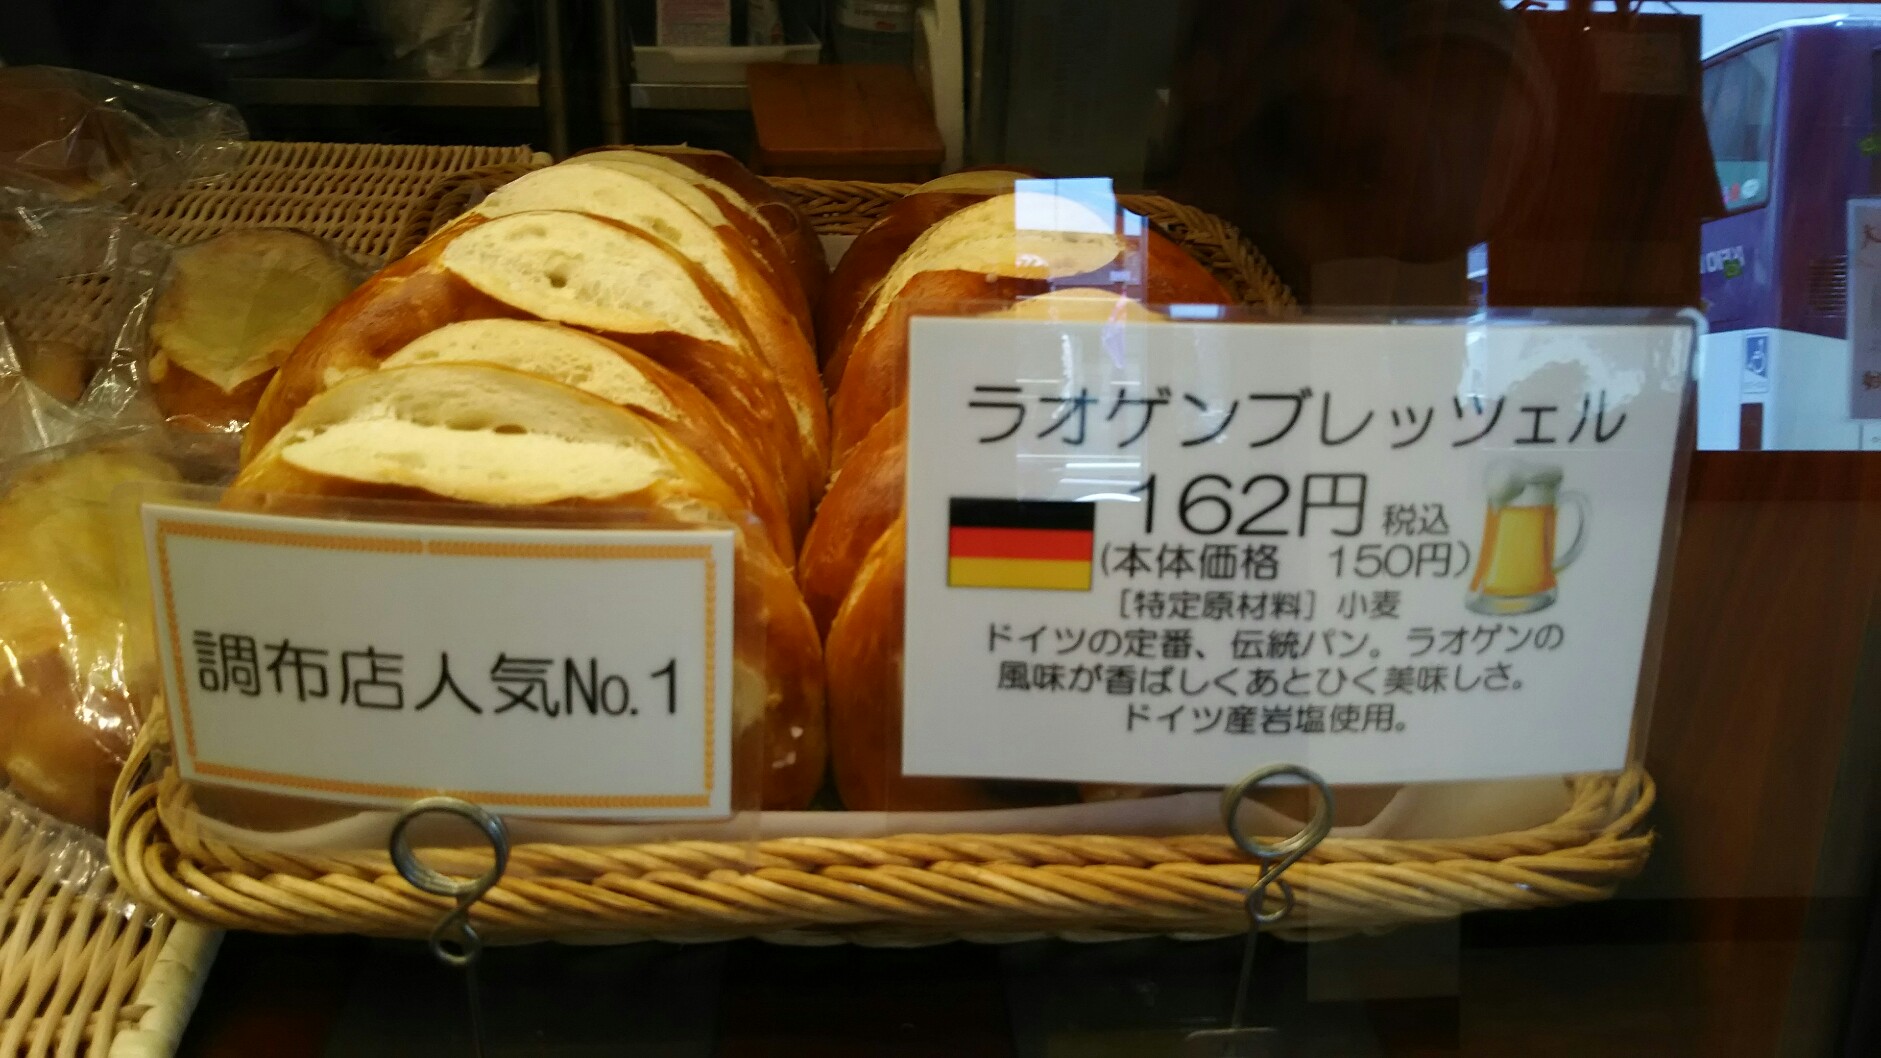 調布店人気No.1
ラオゲンブレッツェル
162円 税込
(本体価格 150円)
[特定原材料] 小麦
ドイツの定番、伝統パン。ラオゲンの
風味が香ばしくあとひく美味しさ。
ドイツ産岩塩使用。